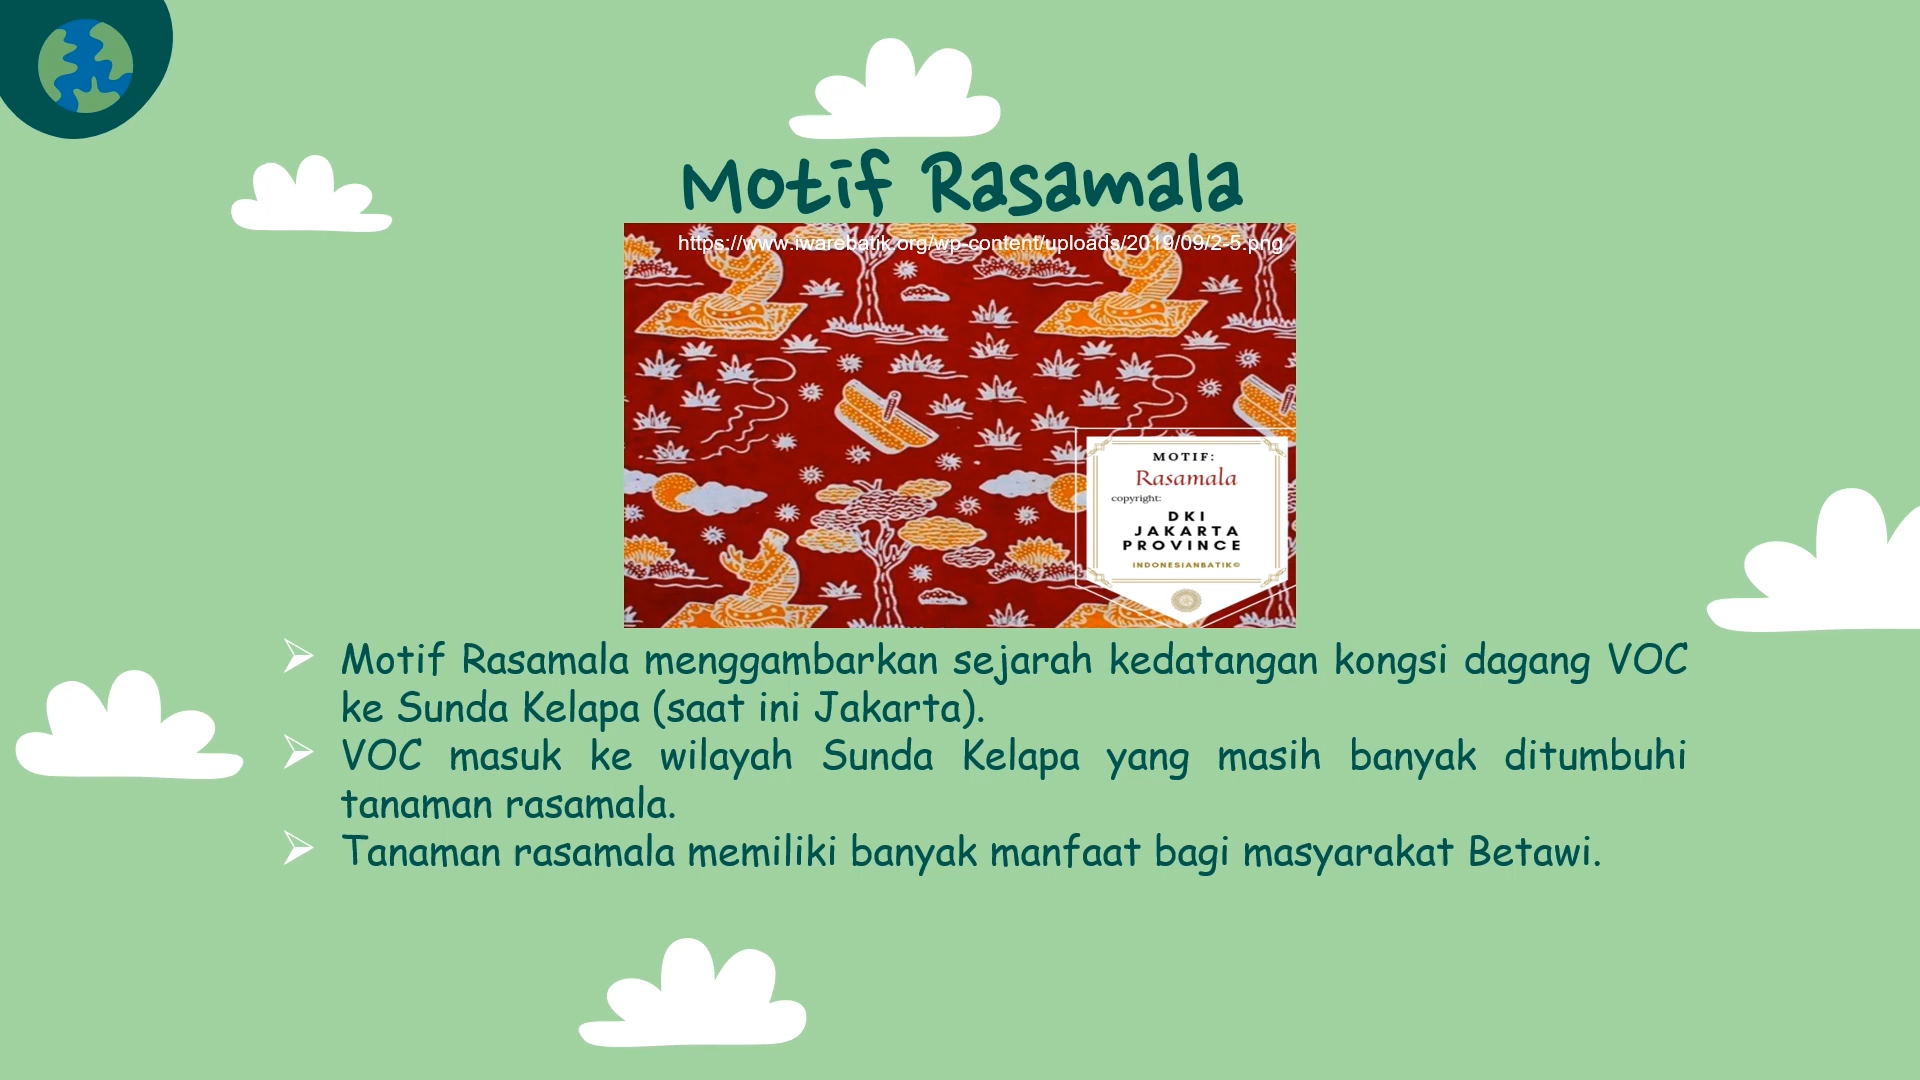 Motif Rasamala
https://www.iwarebatik.org/wp-content/uploads/2019/09/2-5.png
MOTIF:
Rasamala
copyright:
DKI
JAKARTA
PROVINCE
INDONESIANBATIK©
Motif Rasamala menggambarkan sejarah kedatangan kongsi dagang VOC
ke Sunda Kelapa (saat ini Jakarta).
VOC masuk ke wilayah Sunda Kelapa yang masih banyak ditumbuhi
tanaman rasamala.
Tanaman rasamala memiliki banyak manfaat bagi masyarakat Betawi.